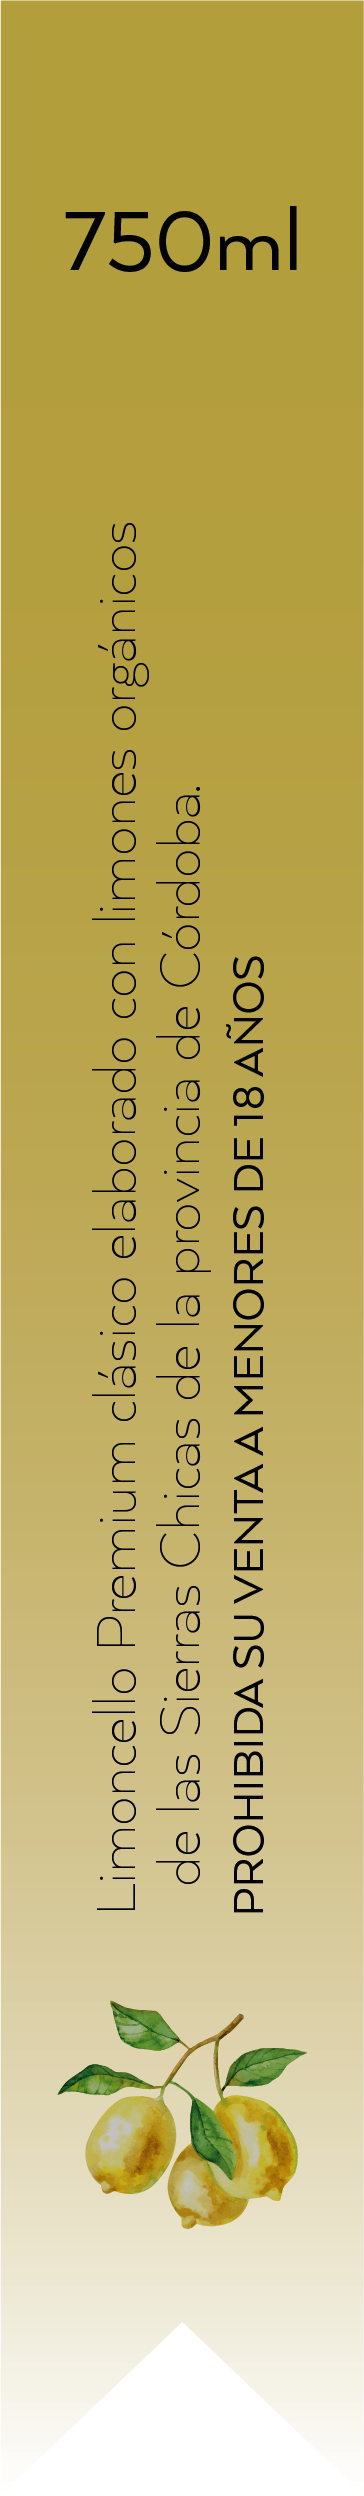 750ml
Limoncello Premium clásico elaborado con limones orgánicos
de las Sierras Chicas de la provincia de Córdoba.
PROHIBIDA SU VENTA A MENORES DE 18 AÑOS